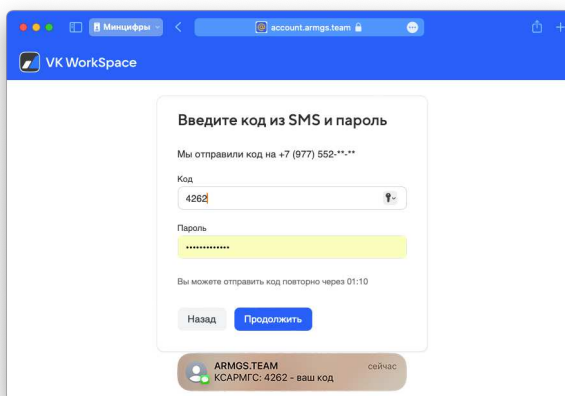 Минцифры
account.armgs.team
VK WorkSpace
Введите код из SMS и пароль
Мы отправили код на +7 (977) 552-**-**
Код
4262
Пароль
•••••••••••••
Вы можете отправить код повторно через 01:10
Назад
Продолжить
ARMGS.TEAM
сейчас
КСАРМГС: 4262 - ваш код